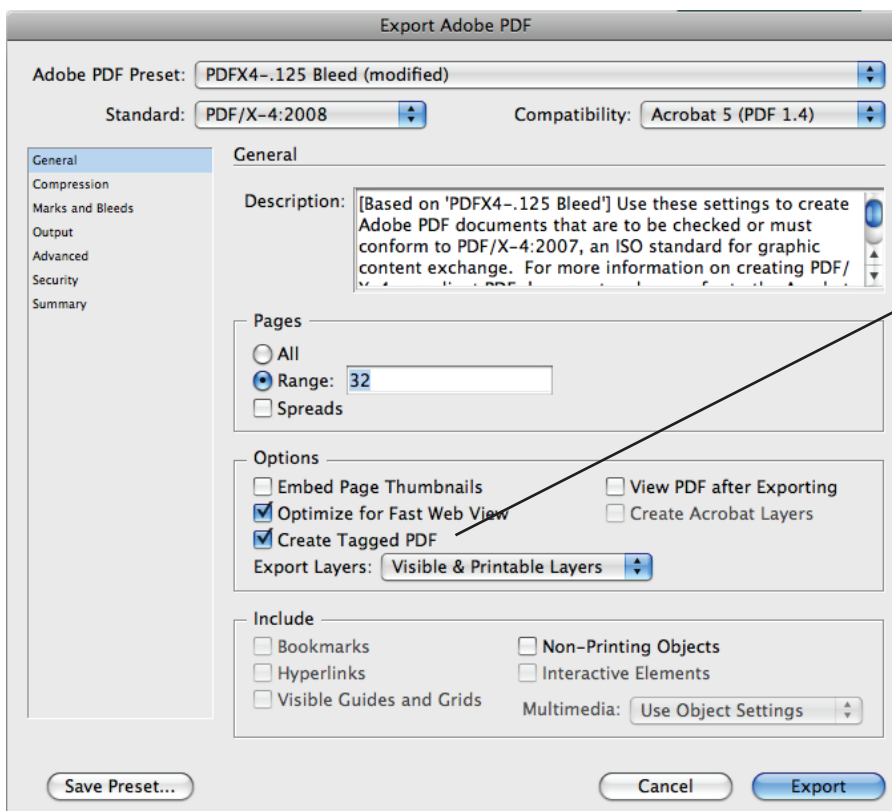 Export Adobe PDF
Adobe PDF Preset: PDFX4-.125 Bleed (modified)
Standard: PDF/X-4:2008 Compatibility: Acrobat 5 (PDF 1.4)
General
Compression
Marks and Bleeds
Output
Advanced
Security
Summary
General
Description: [Based on 'PDFX4-.125 Bleed'] Use these settings to create
Adobe PDF documents that are to be checked or must
conform to PDF/X-4:2007, an ISO standard for graphic
content exchange. For more information on creating PDF/
Pages
All
Range: 32
Spreads
Options
Embed Page Thumbnails View PDF after Exporting
Optimize for Fast Web View Create Acrobat Layers
Create Tagged PDF
Export Layers: Visible & Printable Layers
Include
Bookmarks Non-Printing Objects
Hyperlinks Interactive Elements
Visible Guides and Grids Multimedia: Use Object Settings
Save Preset... Cancel Export